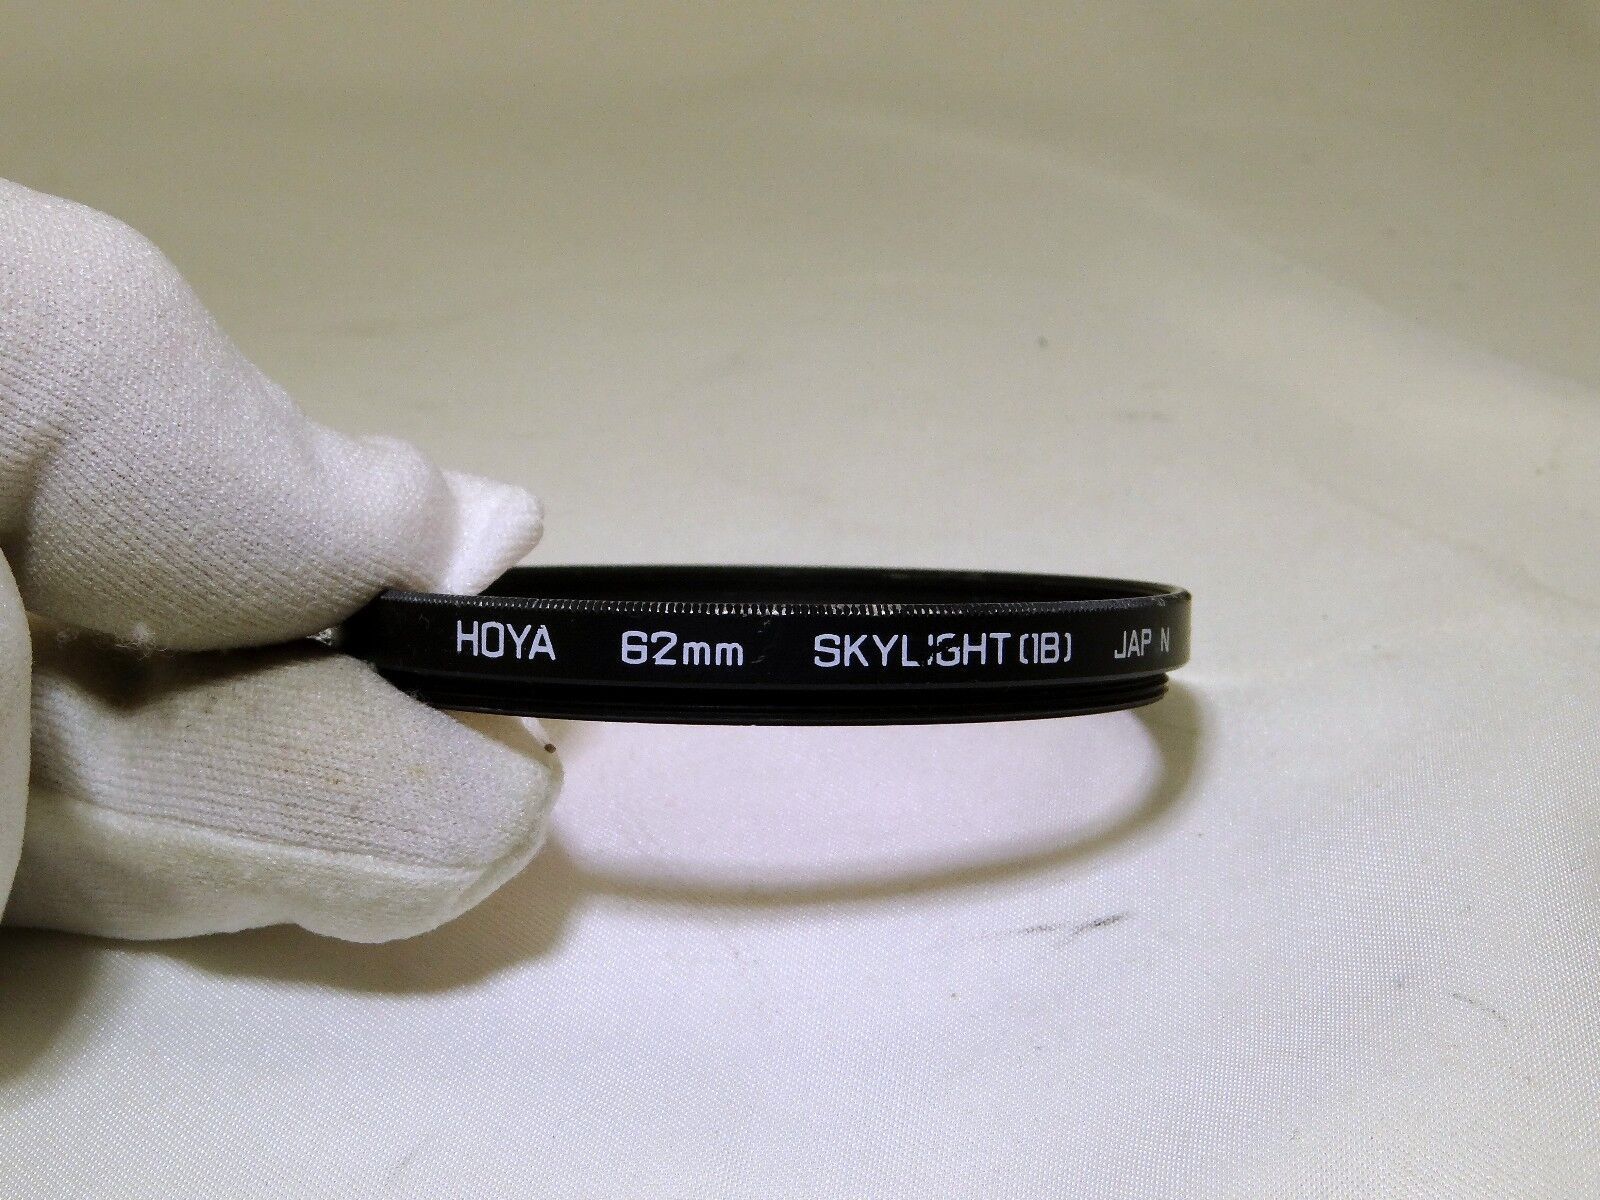 HOYA 62mm SKYLIGHT (1B) JAP N